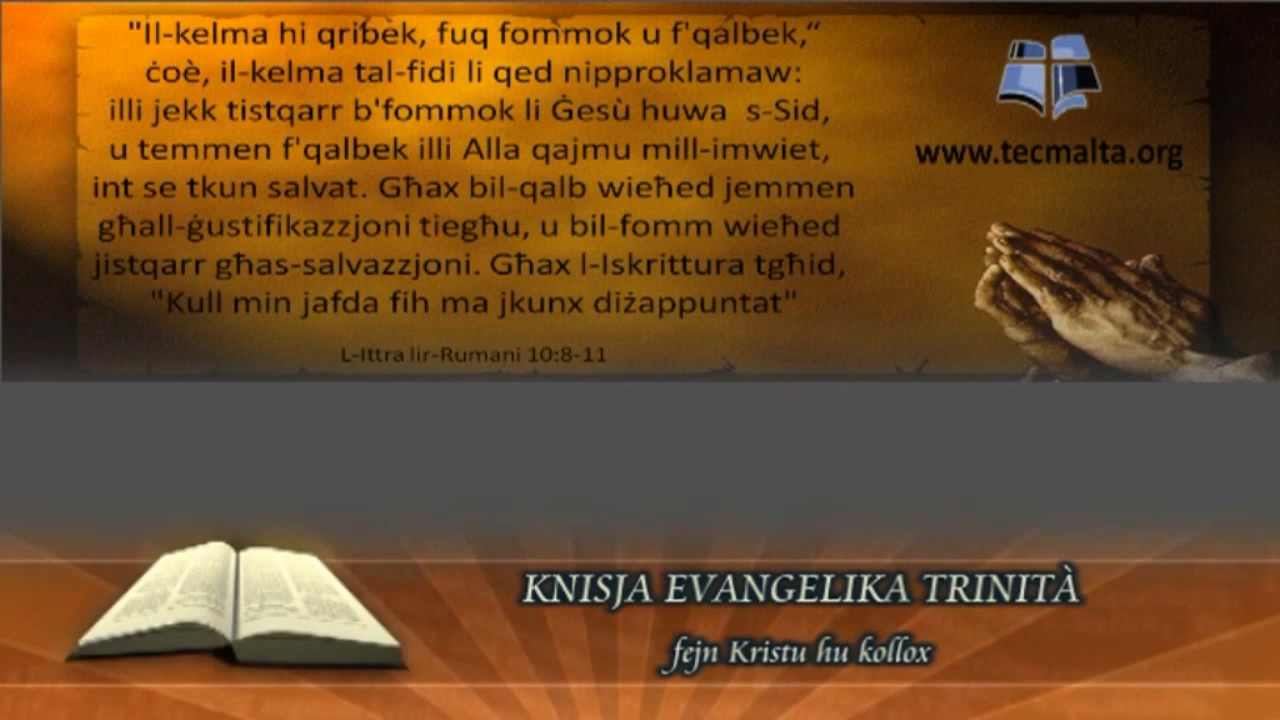 "Il-kelma hi qribek, fuq fommok u f'qalbek,“
ċoè, il-kelma tal-fidi li qed nipproklamaw:
illi jekk tistqarr b'fommok li Ġesù huwa s-Sid,
u temmen f'qalbek illi Alla qajmu mill-imwiet,
int se tkun salvat. Għax bil-qalb wieħed jemmen
għall-ġustifikazzjoni tiegħu, u bil-fomm wieħed
jistqarr għas-salvazzjoni. Għax l-Iskrittura tgħid,
"Kull min jafda fih ma jkunx diżappuntat"
L-Ittra lir-Rumani 10:8-11
www.tecmalta.org
KNISJA EVANGELIKA TRINITÀ
fejn Kristu hu kollox